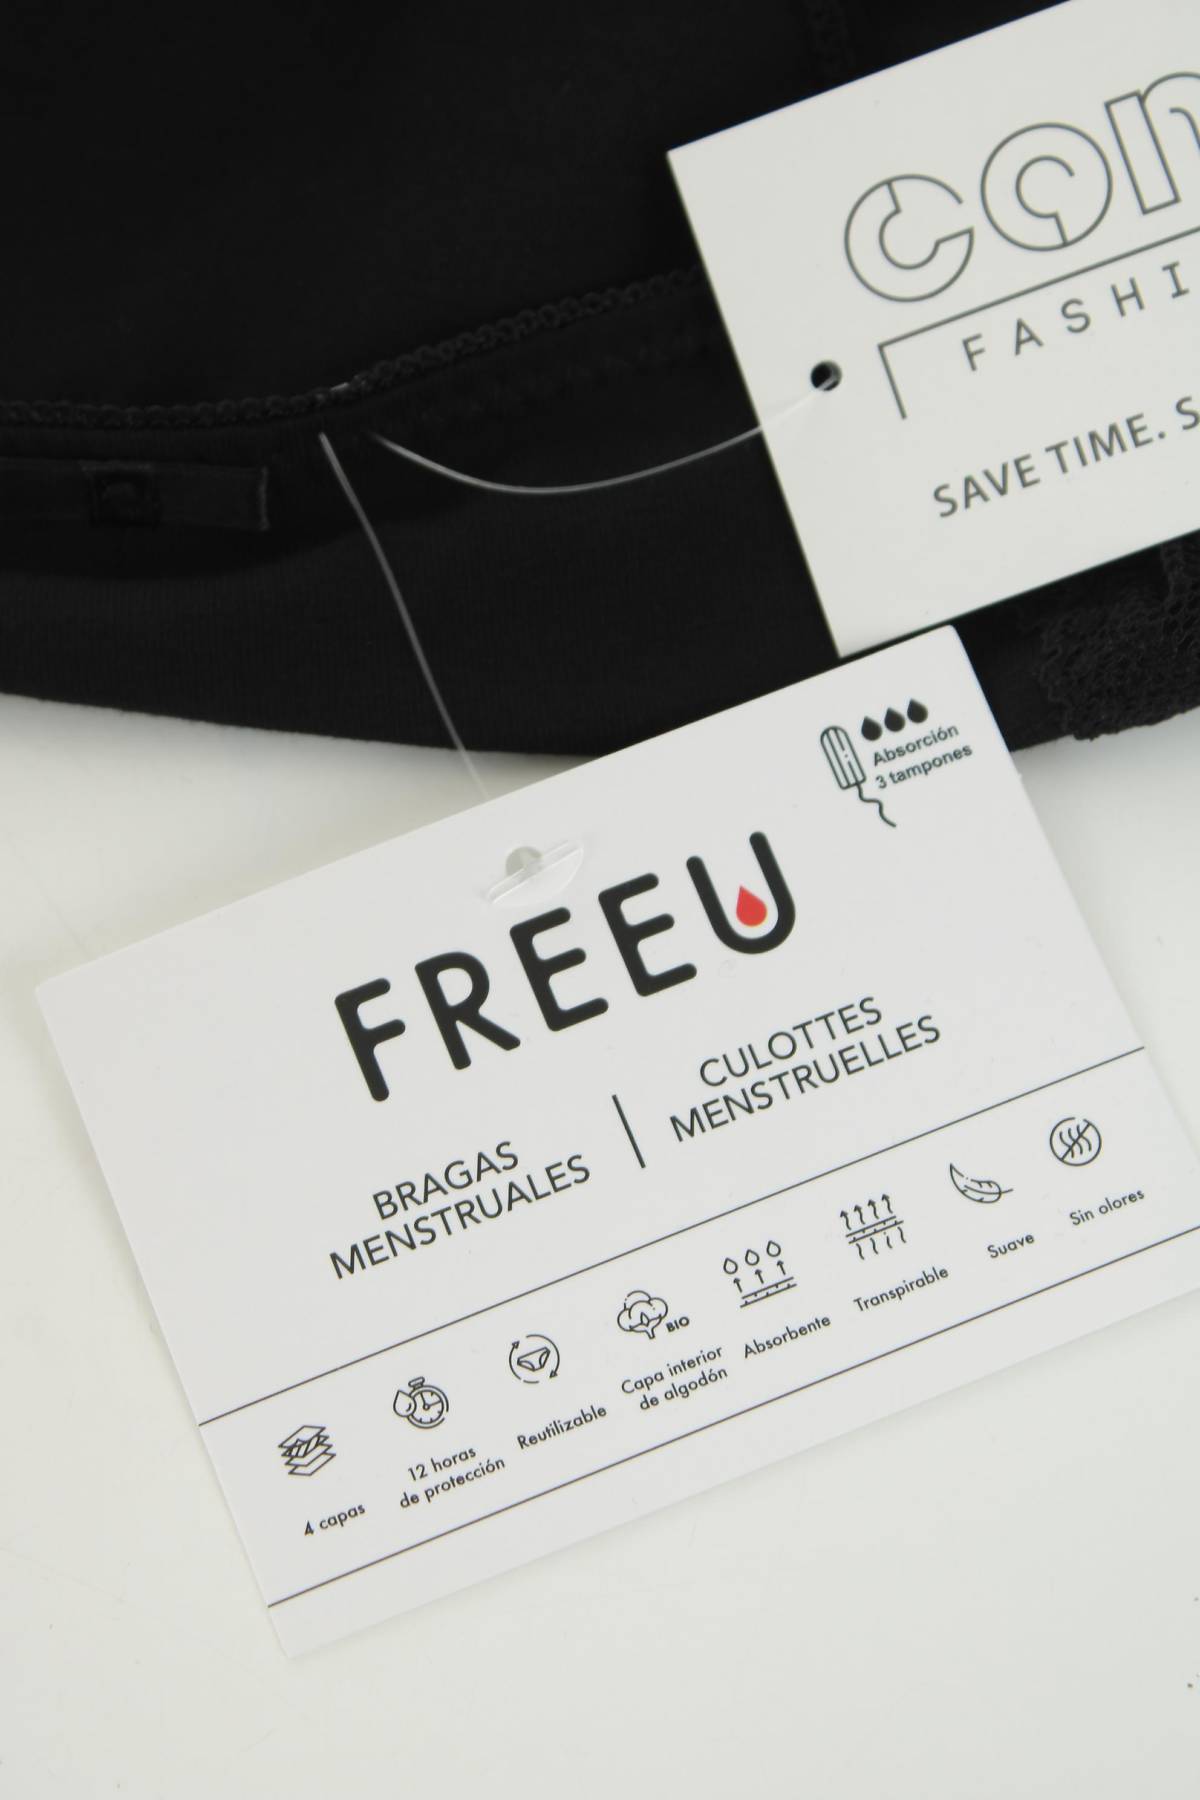 FASHI
SAVE TIME. S
Absorción
3 tampones
FREEU
BRAGAS
MENSTRUALES
CULOTTES
MENSTRUELLES
4 capas
12 horas
de protección
Reutilizable
BIO
Capa interior
de algodón
Absorbente
Transpirable
Suave
Sin olores